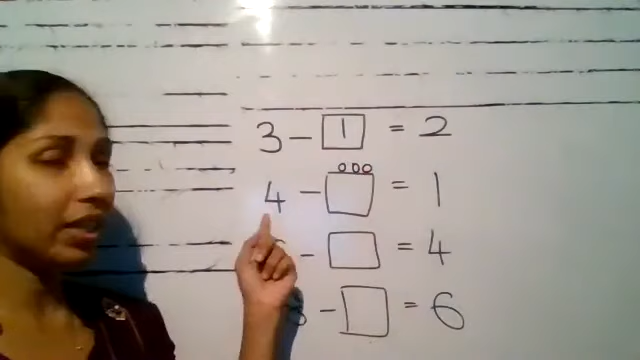 3 - 1 = 2
4 - □ = 1
- □ = 4
- □ = 6